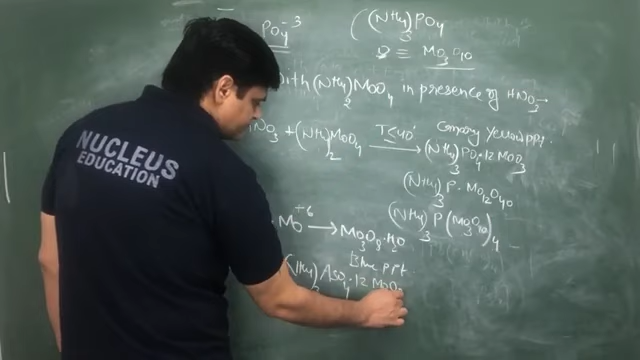 PO₄⁻³
(NH₄)₃PO₄
≡ Mo₃O₁₀
with (NH₄)₂MoO₄ in presence of HNO₃
NO₃ + (NH₄)₂MoO₄ T≤40° → Canary Yellow ppt.
(NH₄)₃PO₄·12MoO₃
(NH₄)₃P·Mo₁₂O₄₀
(NH₄)₃P(Mo₃O₁₀)₄
Mo⁺⁶ → Mo₃O₈·H₂O
Blue ppt.
(NH₄)₃AsO₄·12MoO₃
NUCLEUS
EDUCATION